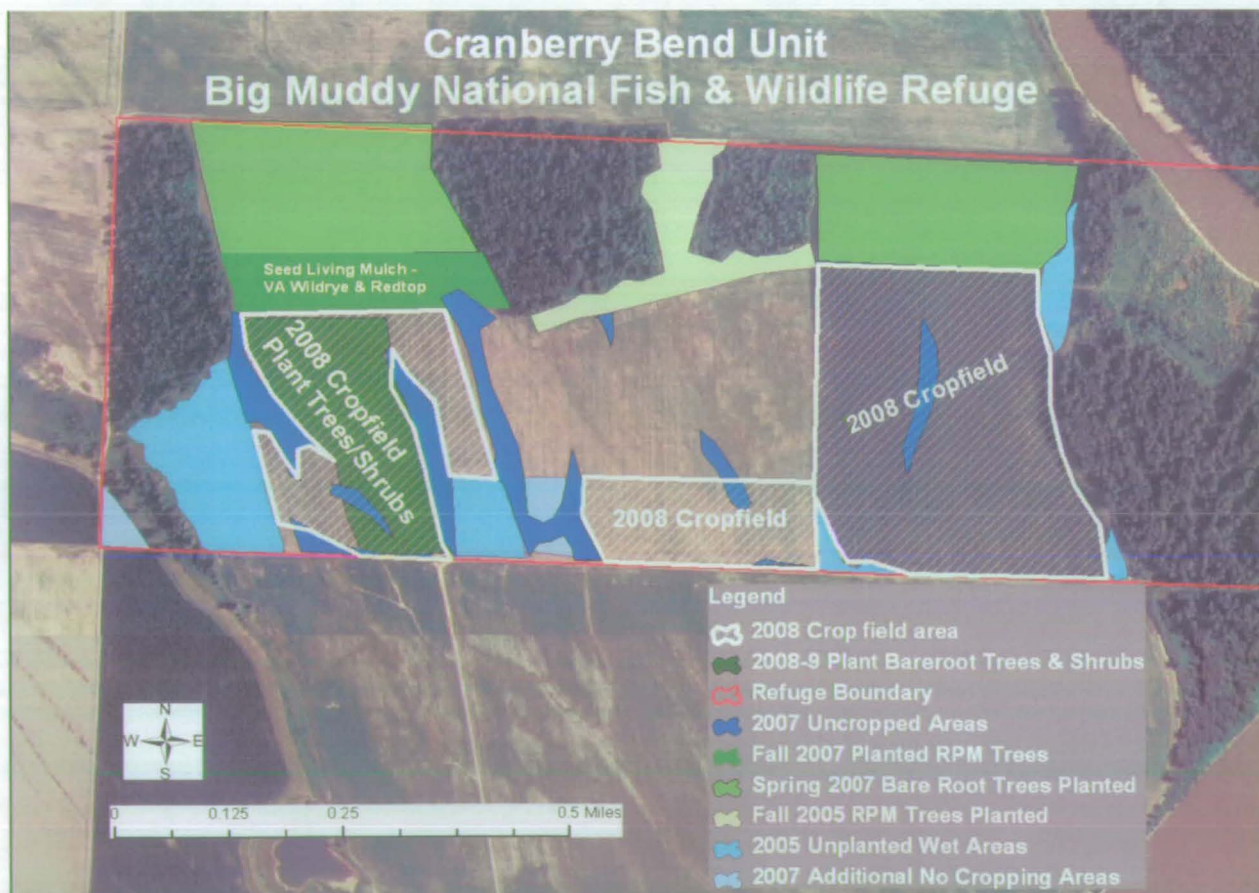 Cranberry Bend Unit
Big Muddy National Fish & Wildlife Refuge
Seed Living Mulch -
VA Wildrye & Redtop
2008 Cropfield
Plant Trees/Shrubs
2008 Cropfield
2008 Cropfield
Legend
2008 Crop field area
2008-9 Plant Bareroot Trees & Shrubs
Refuge Boundary
2007 Uncropped Areas
Fall 2007 Planted RPM Trees
Spring 2007 Bare Root Trees Planted
Fall 2005 RPM Trees Planted
2005 Unplanted Wet Areas
2007 Additional No Cropping Areas
N
W E
S
0 0.125 0.25 0.5 Miles